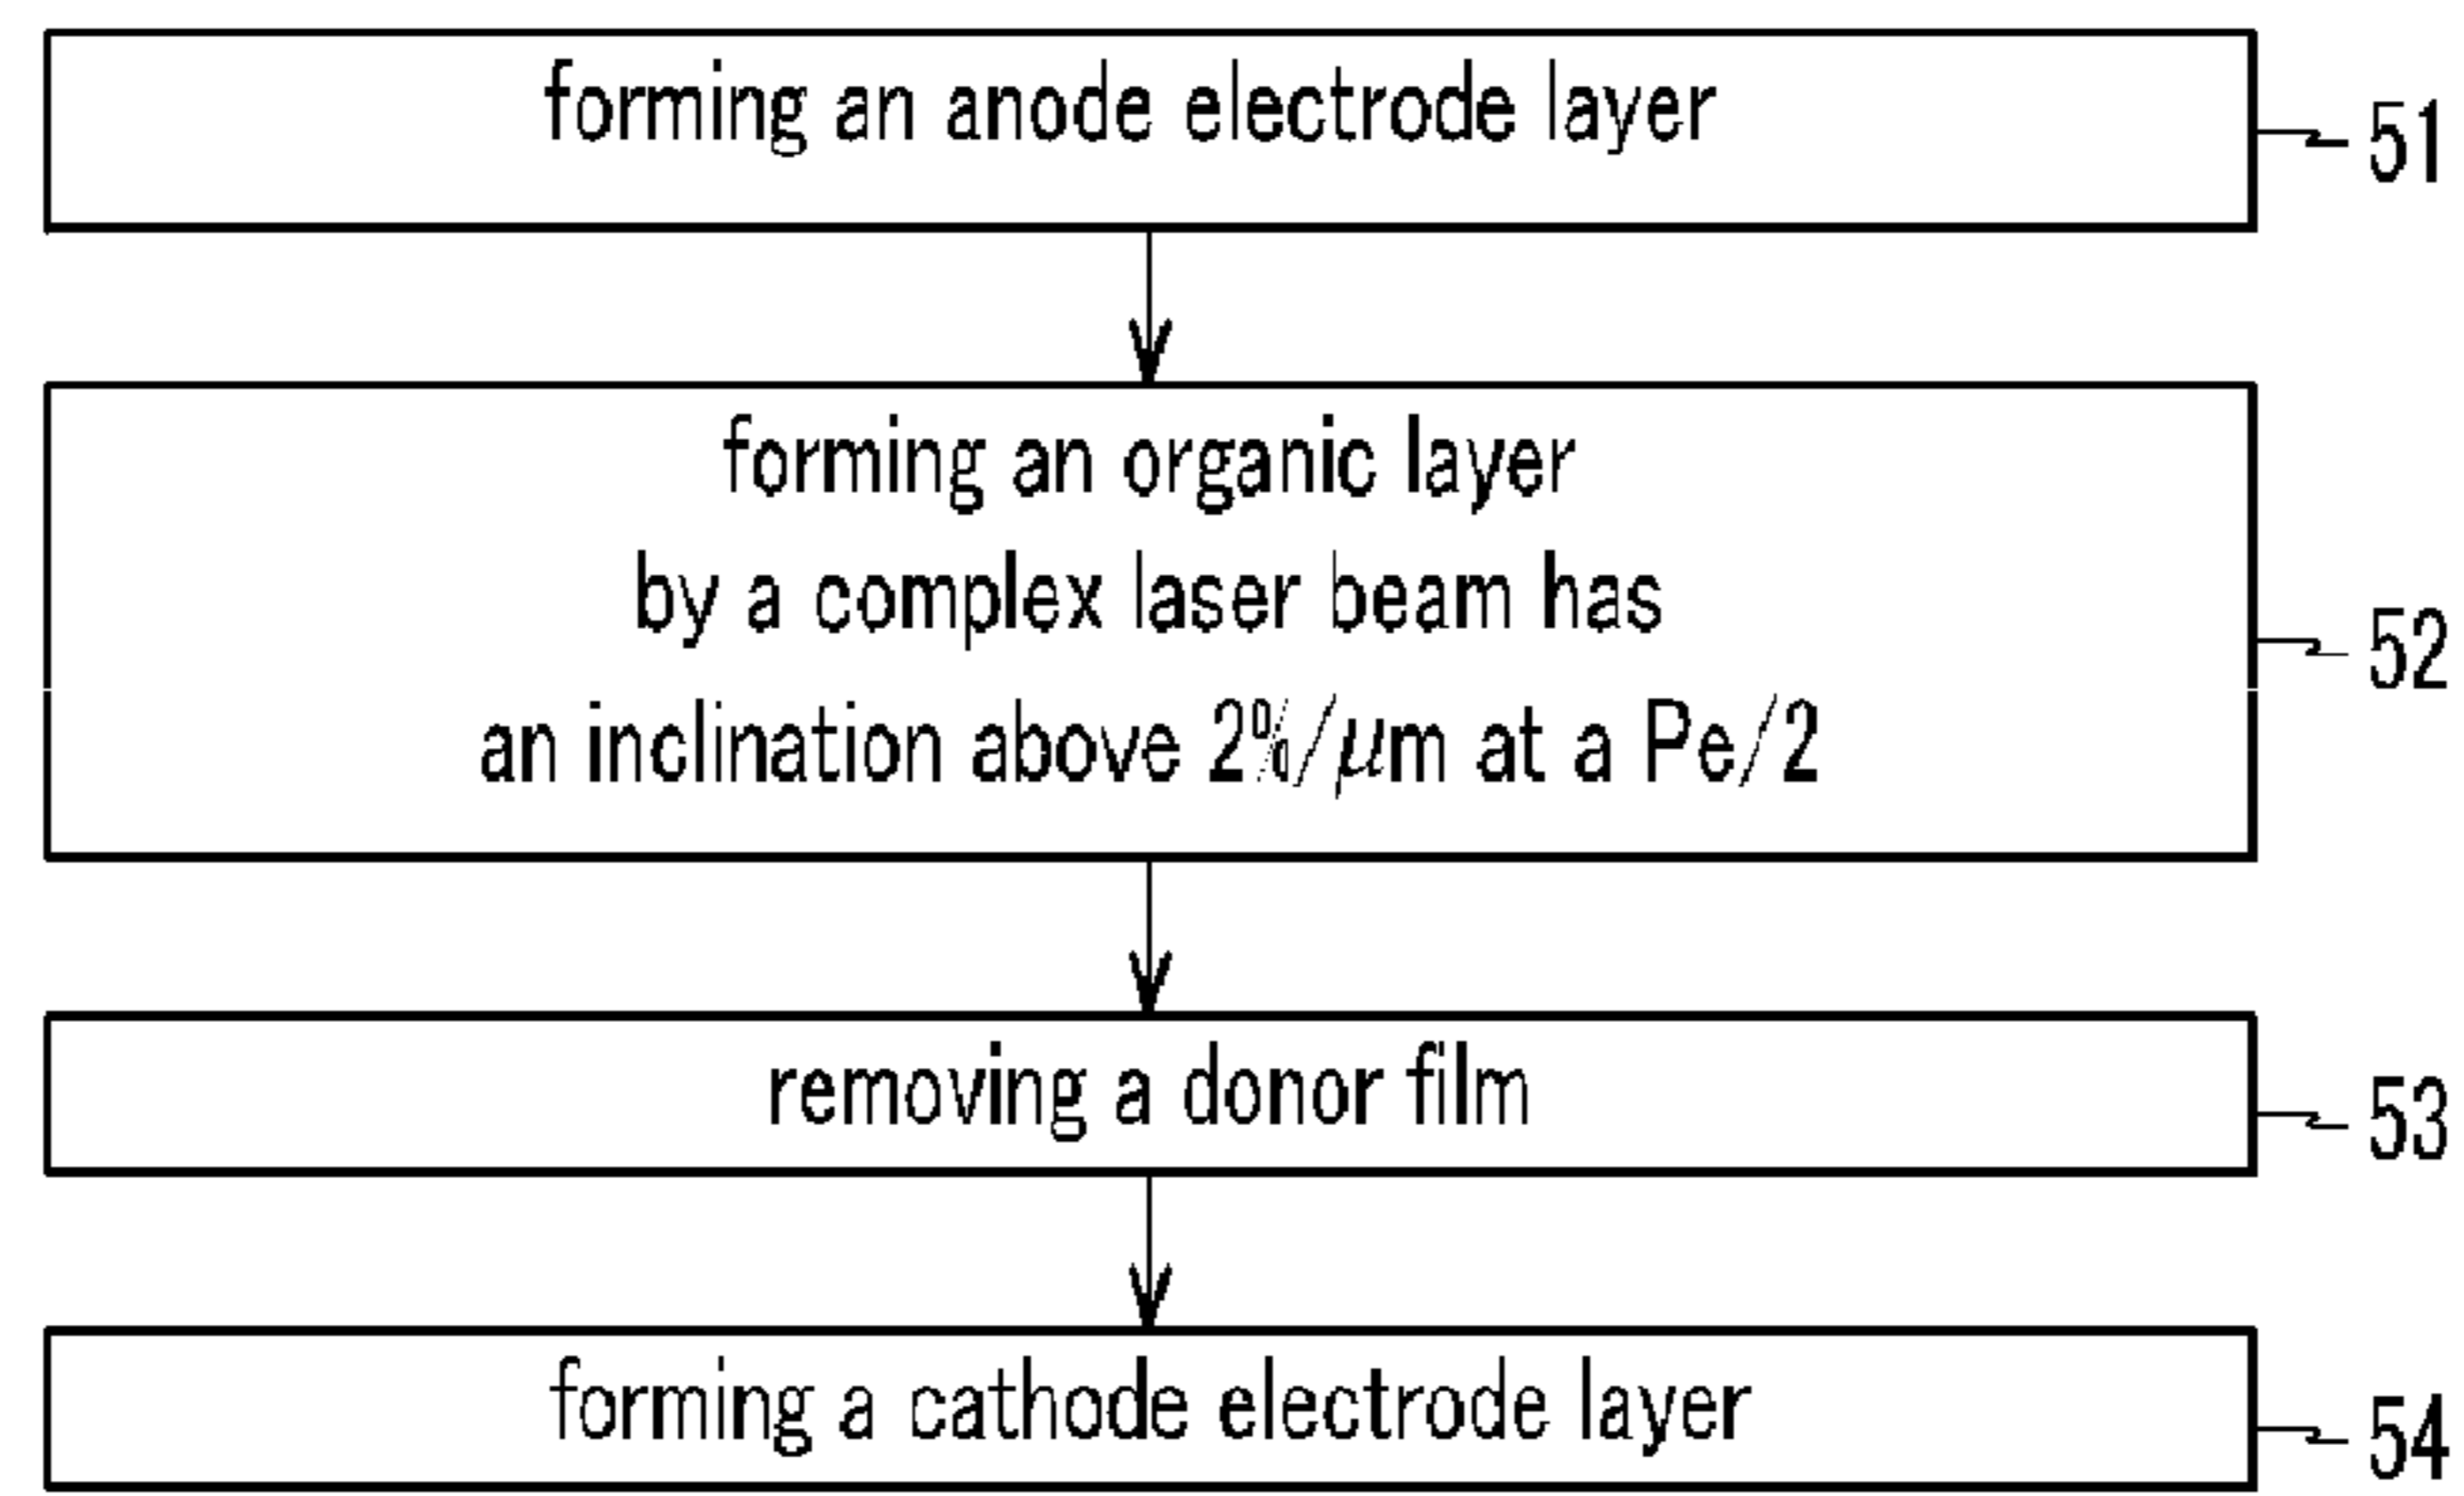 forming an anode electrode layer
51
forming an organic layer
by a complex laser beam has
an inclination above 2%/μm at a Pe/2
52
removing a donor film
53
forming a cathode electrode layer
54